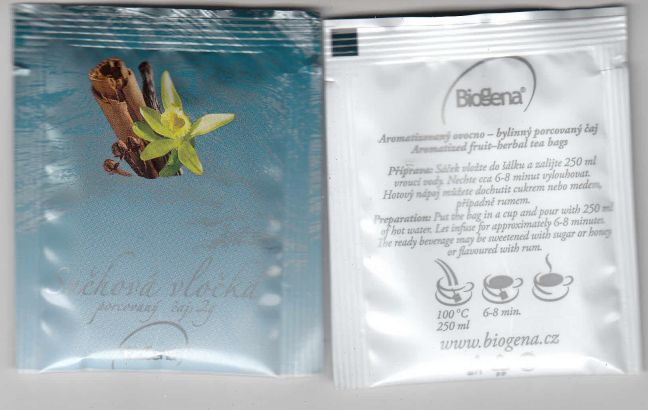 Sněhová vločka
porcovaný čaj 2g
Biogena®
Aromatizovaný ovocno – bylinný porcovaný čaj
Aromatized fruit–herbal tea bags
Příprava: Sáček vložte do šálku a zalijte 250 ml
vroucí vody. Nechte cca 6-8 minut vylouhovat.
Hotový nápoj můžete dochutit cukrem nebo medem,
případně rumem.
Preparation: Put the bag in a cup and pour with 250 ml
of hot water. Let infuse for approximately 6-8 minutes.
The ready beverage may be sweetened with sugar or honey
or flavoured with rum.
100 °C 6-8 min.
250 ml
www.biogena.cz